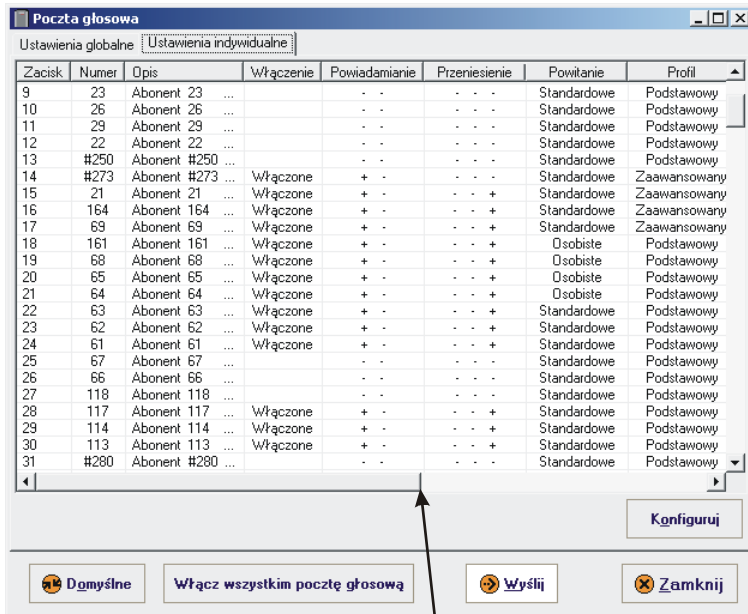 Poczta głosowa
Ustawienia globalne Ustawienia indywidualne
Zacisk Numer Opis Włączenie Powiadamianie Przeniesienie Powitanie Profil
9 23 Abonent 23 ... - - - - - Standardowe Podstawowy
10 26 Abonent 26 ... - - - - - Standardowe Podstawowy
11 29 Abonent 29 ... - - - - - Standardowe Podstawowy
12 22 Abonent 22 ... - - - - - Standardowe Podstawowy
13 #250 Abonent #250 ... - - - - - Standardowe Podstawowy
14 #273 Abonent #273 ... Włączone + - - - - Standardowe Zaawansowany
15 21 Abonent 21 ... Włączone + - - - + Standardowe Zaawansowany
16 164 Abonent 164 ... Włączone + - - - + Standardowe Zaawansowany
17 69 Abonent 69 ... Włączone + - - - + Standardowe Zaawansowany
18 161 Abonent 161 ... Włączone + - - - + Osobiste Podstawowy
19 68 Abonent 68 ... Włączone + - - - + Osobiste Podstawowy
20 65 Abonent 65 ... Włączone + - - - + Osobiste Podstawowy
21 64 Abonent 64 ... Włączone + - - - + Osobiste Podstawowy
22 63 Abonent 63 ... Włączone + - - - + Standardowe Podstawowy
23 62 Abonent 62 ... Włączone + - - - + Standardowe Podstawowy
24 61 Abonent 61 ... Włączone + - - - + Standardowe Podstawowy
25 67 Abonent 67 ... - - - - - Standardowe Podstawowy
26 66 Abonent 66 ... - - - - - Standardowe Podstawowy
27 118 Abonent 118 ... - - - - - Standardowe Podstawowy
28 117 Abonent 117 ... Włączone + - - - + Standardowe Podstawowy
29 114 Abonent 114 ... Włączone + - - - + Standardowe Podstawowy
30 113 Abonent 113 ... Włączone + - - - + Standardowe Podstawowy
31 #280 Abonent #280 ... - - - - - Standardowe Podstawowy
Konfiguruj
Domyślne Włącz wszystkim pocztę głosową Wyślij Zamknij